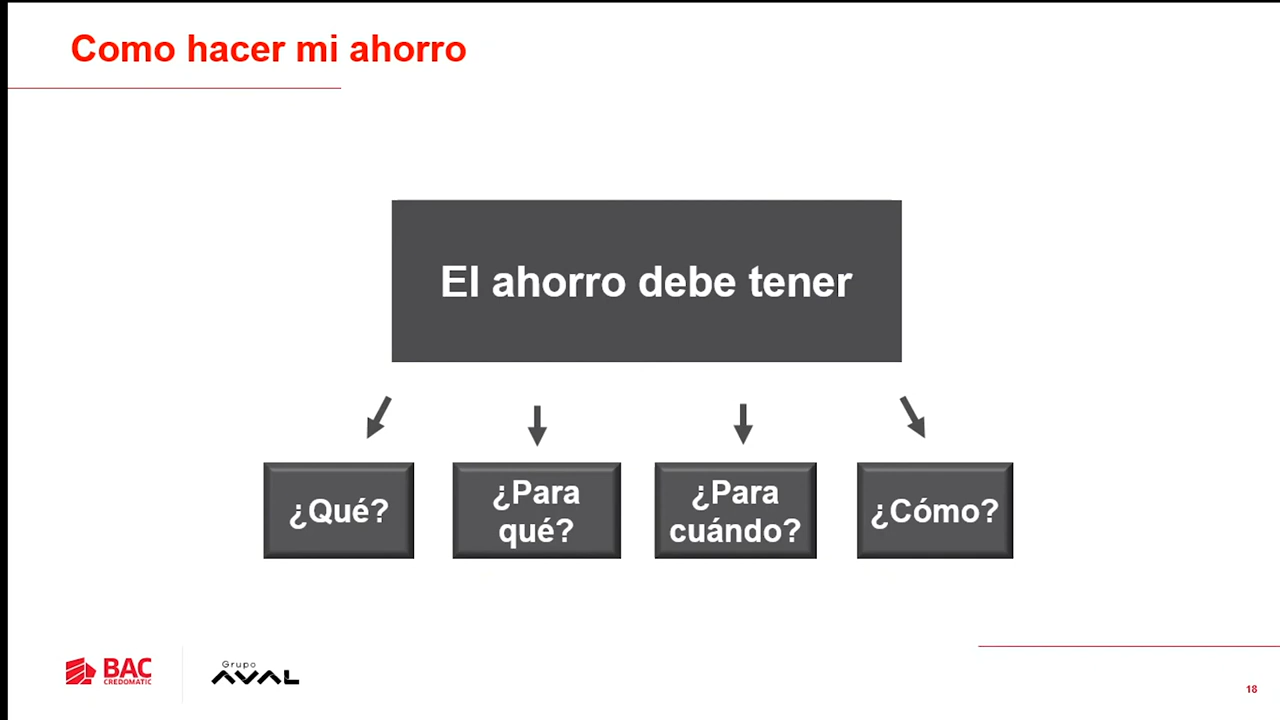 Como hacer mi ahorro
El ahorro debe tener
¿Qué?
¿Para
qué?
¿Para
cuándo?
¿Cómo?
BAC
CREDOMATIC
Grupo
AVAL
18